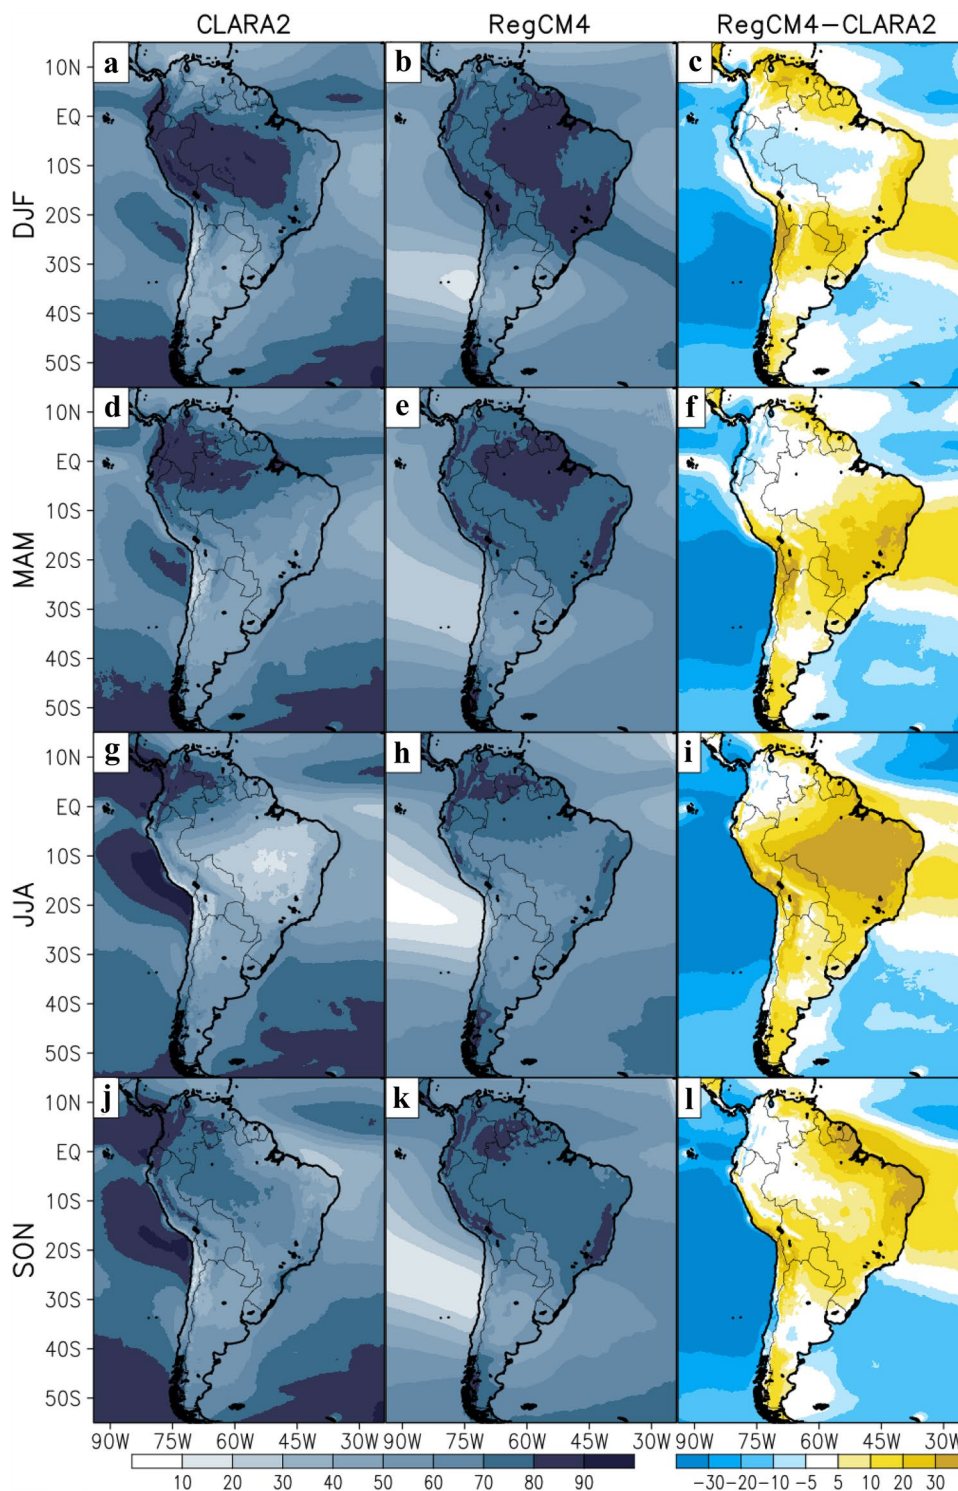 CLARA2 RegCM4 RegCM4−CLARA2
a b c
10N
EQ
10S
20S
30S
40S
50S
DJF
d e f
10N
EQ
10S
20S
30S
40S
50S
MAM
g h i
10N
EQ
10S
20S
30S
40S
50S
JJA
j k l
10N
EQ
10S
20S
30S
40S
50S
SON
90W 75W 60W 45W 30W 90W 75W 60W 45W 30W 90W 75W 60W 45W 30W
10 20 30 40 50 60 70 80 90 −30 −20 −10 −5 5 10 20 30